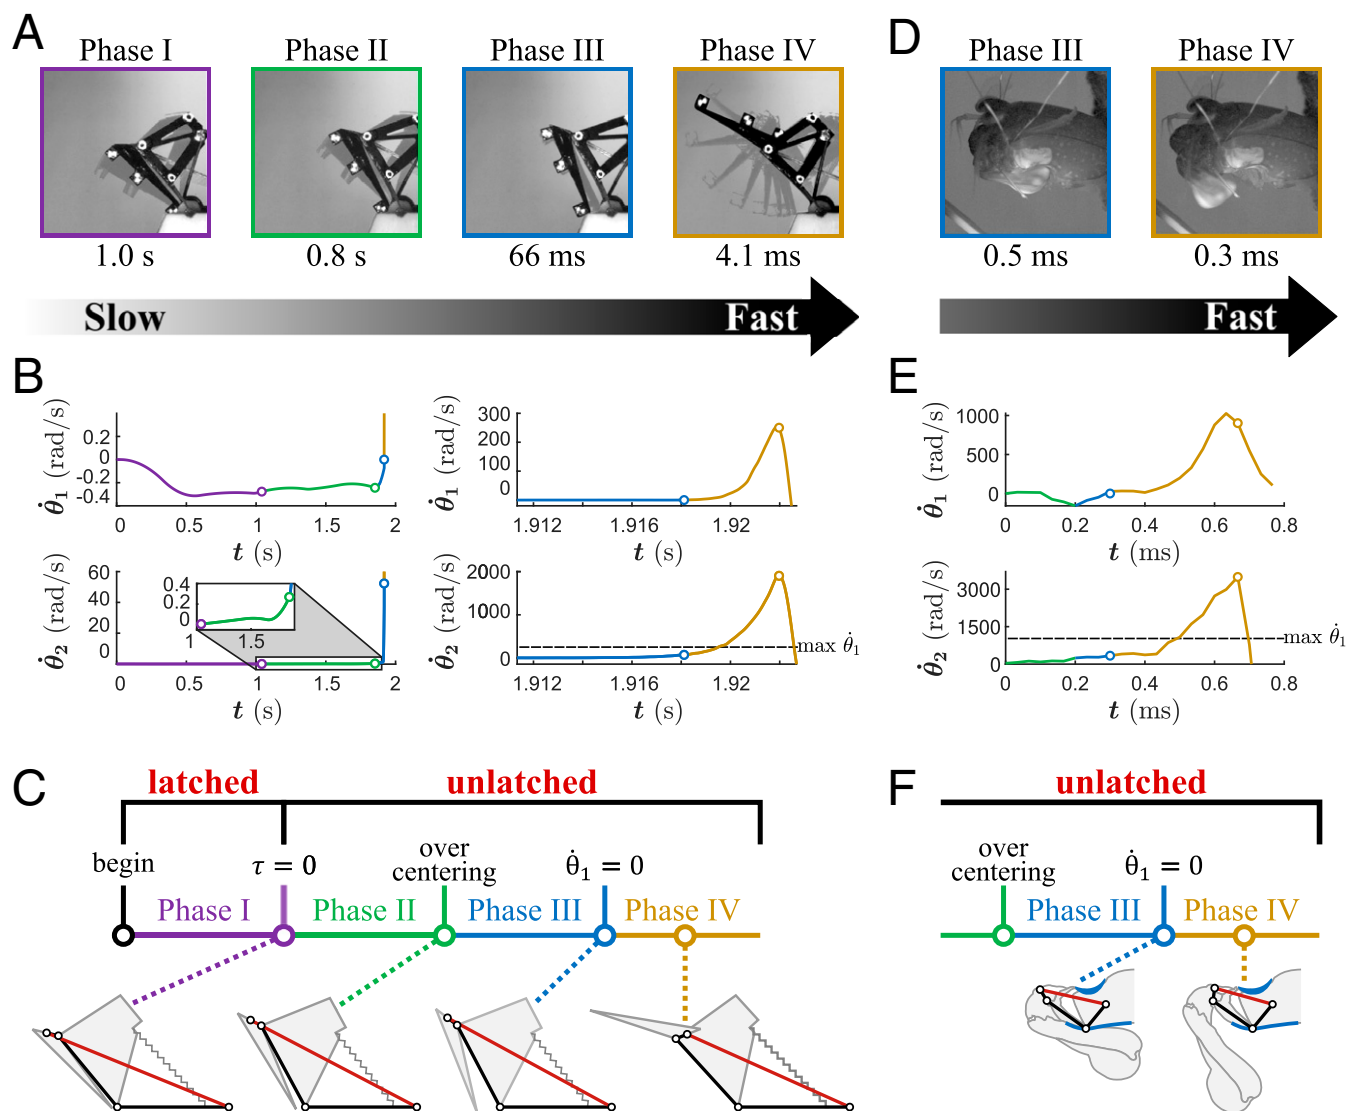 A
Phase I
Phase II
Phase III
Phase IV
1.0 s
0.8 s
66 ms
4.1 ms
Slow
Fast
D
Phase III
Phase IV
0.5 ms
0.3 ms
Fast
B
θ̇₁ (rad/s)
0.2
0
-0.2
-0.4
0 0.5 1 1.5 2
t (s)
θ̇₁ (rad/s)
300
200
100
0
1.912 1.916 1.92
t (s)
θ̇₂ (rad/s)
60
40
20
0
0.4
0.2
0
1 1.5
0 0.5 1 1.5 2
t (s)
θ̇₂ (rad/s)
2000
1000
0
max θ̇₁
1.912 1.916 1.92
t (s)
E
θ̇₁ (rad/s)
1000
500
0
0 0.2 0.4 0.6 0.8
t (ms)
θ̇₂ (rad/s)
3000
1500
0
max θ̇₁
0 0.2 0.4 0.6 0.8
t (ms)
C
latched
unlatched
begin
τ = 0
over
centering
θ̇₁ = 0
Phase I
Phase II
Phase III
Phase IV
F
unlatched
over
centering
θ̇₁ = 0
Phase III
Phase IV